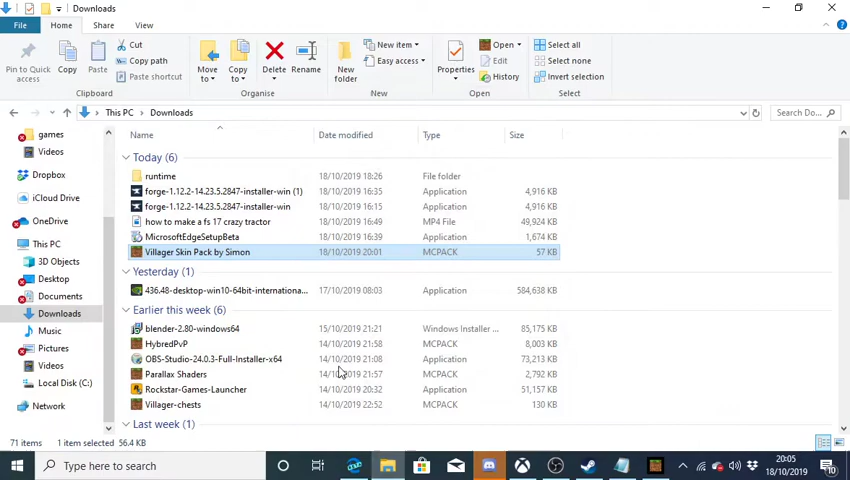 Downloads
File Home Share View
Pin to Quick access
Copy
Paste
Cut
Copy path
Paste shortcut
Move to
Copy to
Delete
Rename
New folder
New item
Easy access
Properties
Open
Edit
History
Select all
Select none
Invert selection
Clipboard Organise New Open Select
This PC > Downloads
Search Do...
games
Videos
Dropbox
iCloud Drive
OneDrive
This PC
3D Objects
Desktop
Documents
Downloads
Music
Pictures
Videos
Local Disk (C:)
Network
Name Date modified Type Size
Today (6)
runtime 18/10/2019 18:26 File folder
forge-1.12.2-14.23.5.2847-installer-win (1) 18/10/2019 16:35 Application 4,916 KB
forge-1.12.2-14.23.5.2847-installer-win 18/10/2019 16:15 Application 4,916 KB
how to make a fs 17 crazy tractor 18/10/2019 16:49 MP4 File 49,924 KB
MicrosoftEdgeSetupBeta 18/10/2019 16:39 Application 1,674 KB
Villager Skin Pack by Simon 18/10/2019 20:01 MCPACK 57 KB
Yesterday (1)
436.48-desktop-win10-64bit-internationa... 17/10/2019 08:03 Application 584,638 KB
Earlier this week (6)
blender-2.80-windows64 15/10/2019 21:21 Windows Installer ... 85,175 KB
HybredPvP 14/10/2019 21:58 MCPACK 8,003 KB
OBS-Studio-24.0.3-Full-Installer-x64 14/10/2019 21:08 Application 73,213 KB
Parallax Shaders 14/10/2019 21:57 MCPACK 2,792 KB
Rockstar-Games-Launcher 14/10/2019 20:32 Application 51,157 KB
Villager-chests 14/10/2019 22:52 MCPACK 130 KB
Last week (1)
71 items 1 item selected 56.4 KB
Type here to search
20:05
18/10/2019
10